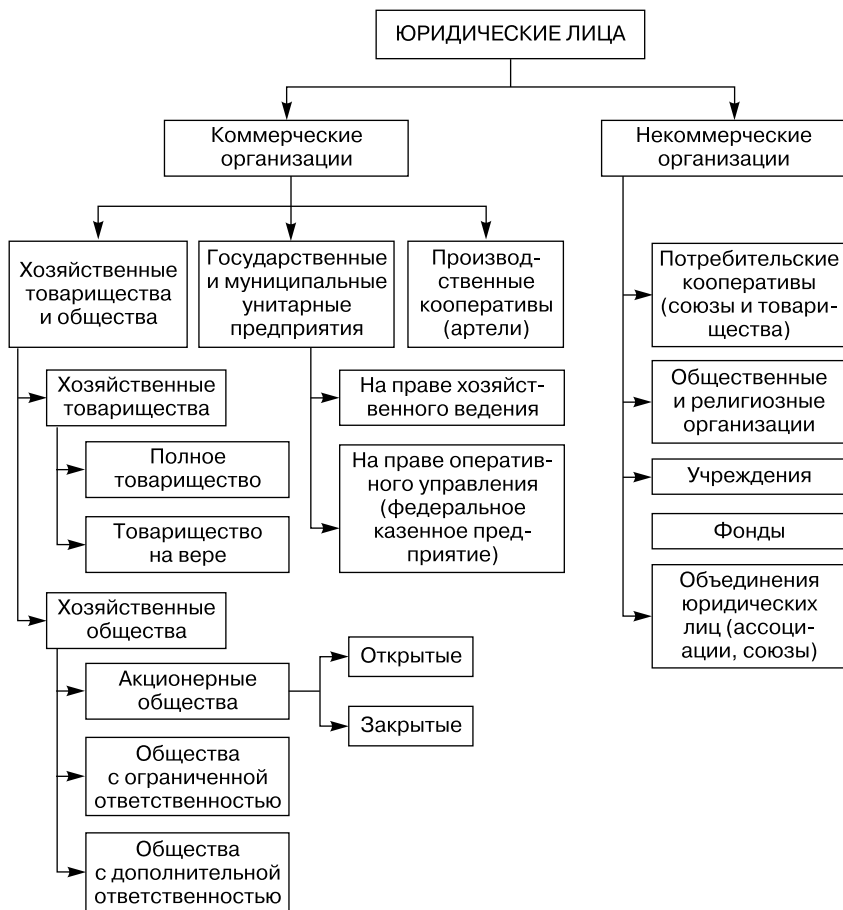 ЮРИДИЧЕСКИЕ ЛИЦА
Коммерческие
организации
Некоммерческие
организации
Хозяйственные
товарищества
и общества
Государственные
и муниципальные
унитарные
предприятия
Производ-
ственные
кооперативы
(артели)
Хозяйственные
товарищества
Полное
товарищество
Товарищество
на вере
Хозяйственные
общества
Акционерные
общества
Открытые
Закрытые
Общества
с ограниченной
ответственностью
Общества
с дополнительной
ответственностью
На праве хозяйст-
венного ведения
На праве оператив-
ного управления
(федеральное
казенное пред-
приятие)
Потребительские
кооперативы
(союзы и товари-
щества)
Общественные
и религиозные
организации
Учреждения
Фонды
Объединения
юридических
лиц (ассоци-
ации, союзы)